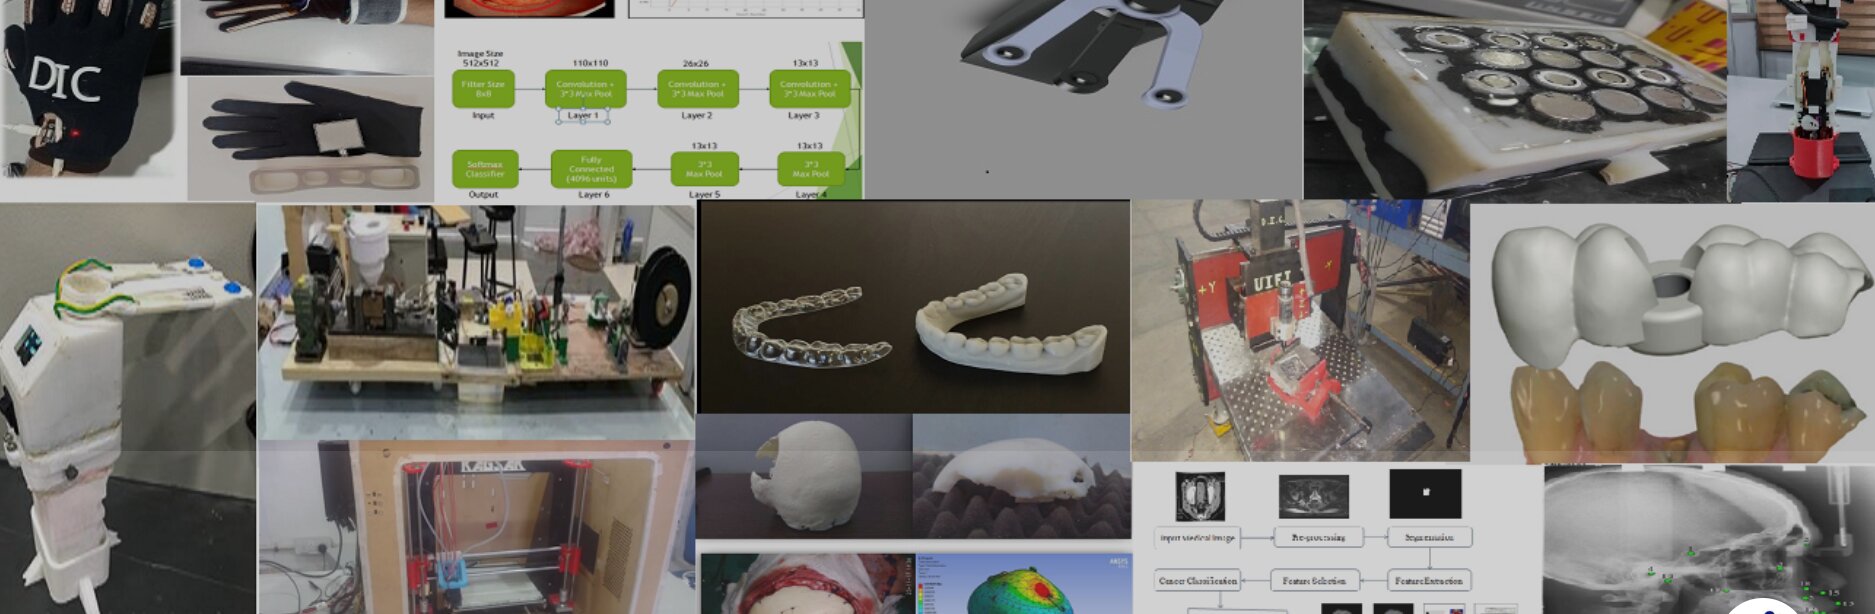 DIC
Image Size
512x512
110x110
26x26
13x13
Filter Size
8x8
Convolution +
3*3 Max Pool
Convolution +
3*3 Max Pool
Convolution +
3*3 Max Pool
Input
Layer 1
Layer 2
Layer 3
13x13
13x13
Softmax
Classifier
Fully
Connected
(4096 units)
3*3
Max Pool
3*3
Max Pool
Output
Layer 6
Layer 5
Layer 4
D.I.C.
+Y
Input Medical Image
Pre-processing
Segmentation
Cancer Classification
Feature Selection
Feature Extraction
ANSYS